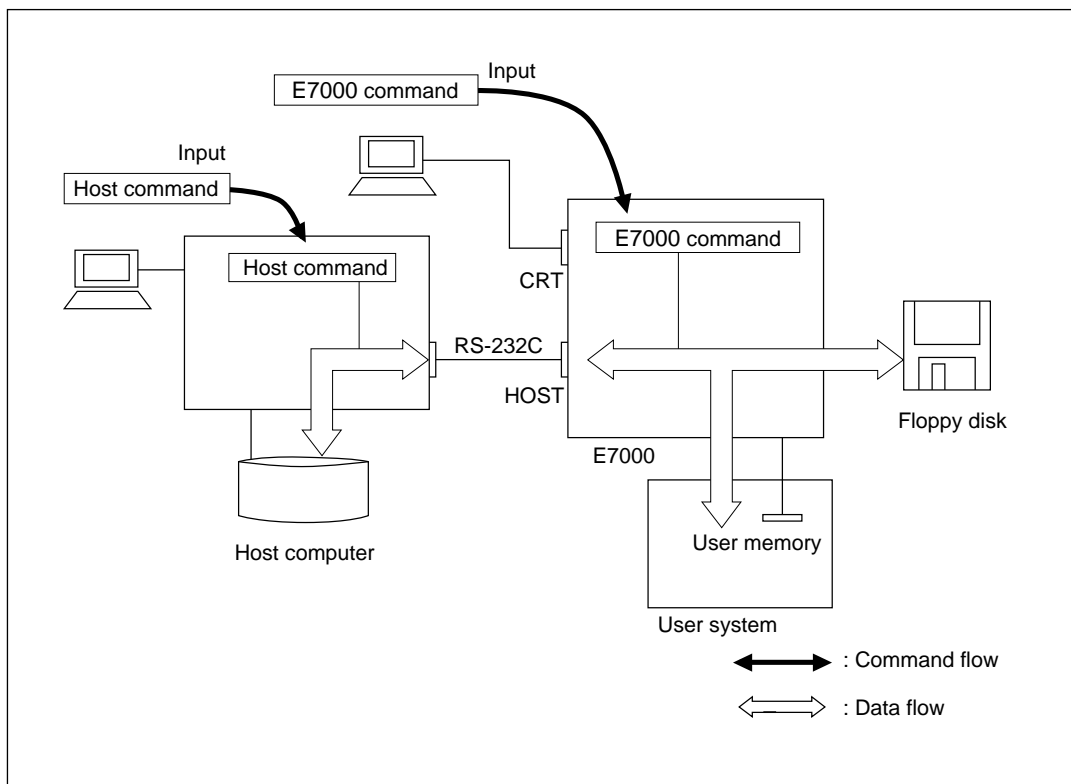 Input
E7000 command
Input
Host command
E7000 command
Host command
CRT
RS-232C
HOST
Floppy disk
E7000
User memory
Host computer
User system
: Command flow
: Data flow